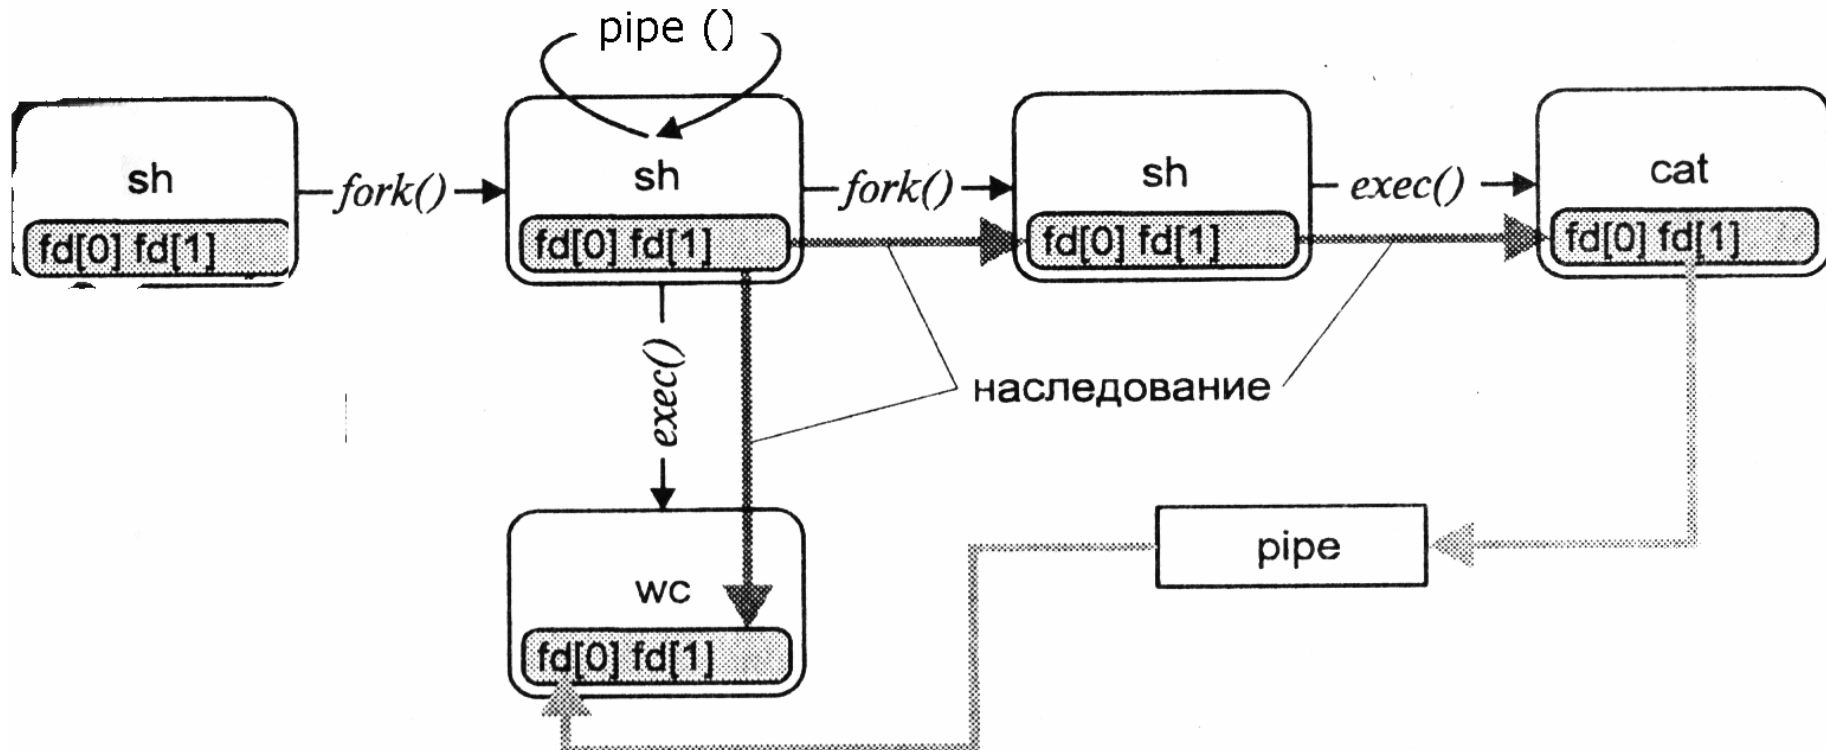 pipe ()
sh
fork()
sh
fork()
sh
exec()
cat
fd[0] fd[1]
fd[0] fd[1]
fd[0] fd[1]
fd[0] fd[1]
exec()
наследование
pipe
wc
fd[0] fd[1]